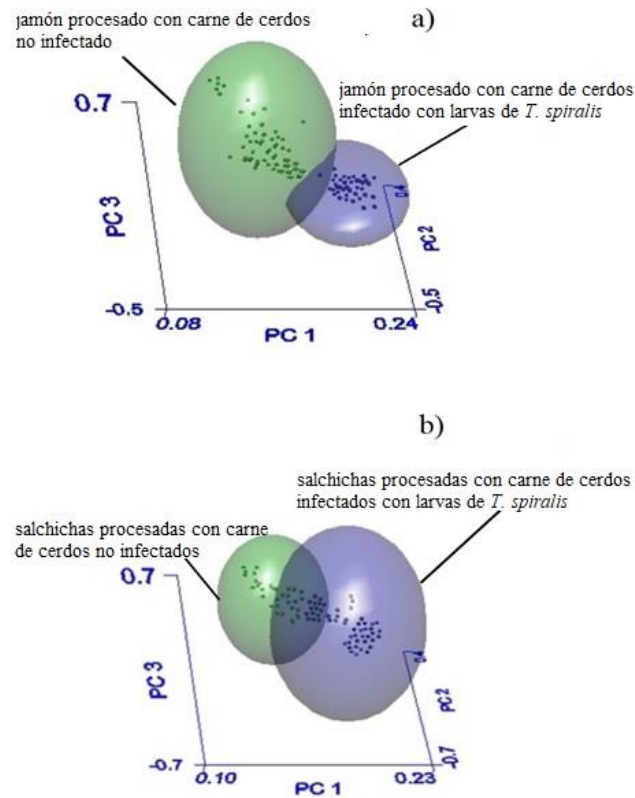 a)
jamón procesado con carne de cerdos
no infectado
jamón procesado con carne de cerdos
infectado con larvas de T. spiralis
0.7
PC 3
-0.5
0.08
PC 1
0.24
-0.5
PC 2
0.4
b)
salchichas procesadas con carne de cerdos
infectados con larvas de T. spiralis
salchichas procesadas con carne
de cerdos no infectados
0.7
PC 3
-0.7
0.10
PC 1
0.23
-0.7
PC 2
0.4